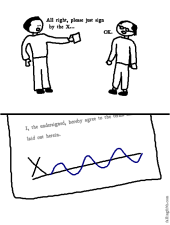 All right, please just sign
by the X...
OK.
I, the undersigned, hereby agree to the terms
laid out herein.
X